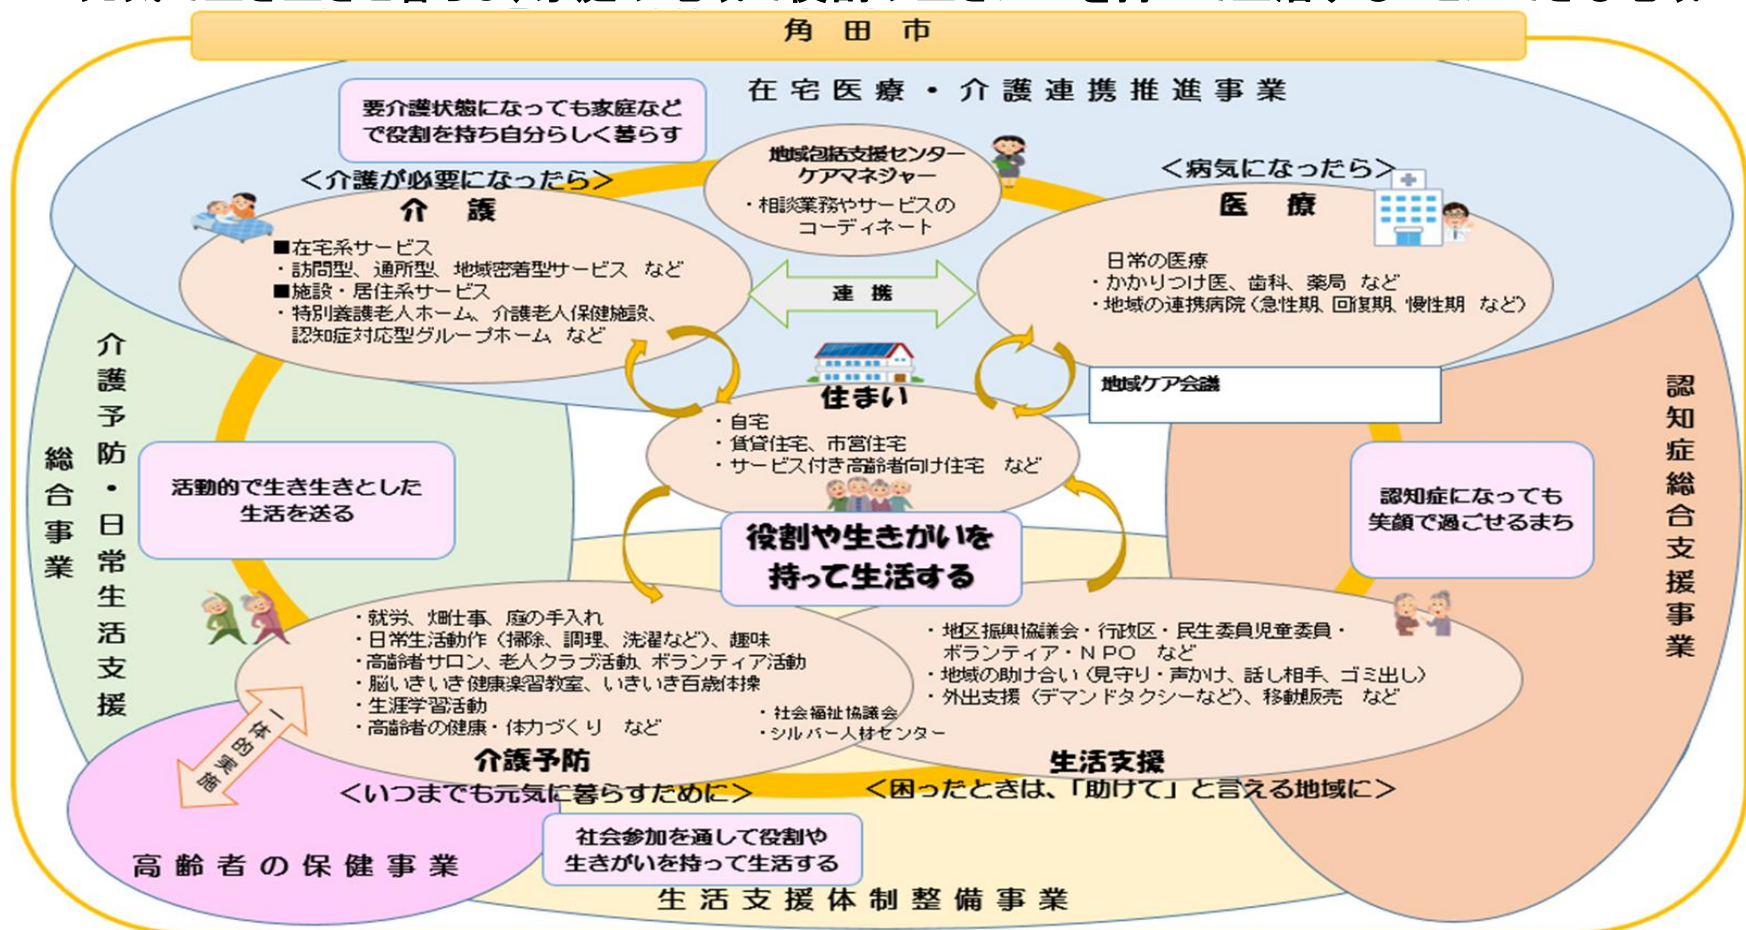 角田市
在宅医療・介護連携推進事業
要介護状態になっても家庭など
で役割を持ち自分らしく暮らす
地域包括支援センター
ケアマネジャー
・相談業務やサービスの
コーディネート
＜介護が必要になったら＞
介　護
■在宅系サービス
・訪問型、通所型、地域密着型サービス　など
■施設・居住系サービス
・特別養護老人ホーム、介護老人保健施設、
認知症対応型グループホーム　など
連　携
＜病気になったら＞
医　療
日常の医療
・かかりつけ医、歯科、薬局　など
・地域の連携病院（急性期、回復期、慢性期　など）
地域ケア会議
住まい
・自宅
・賃貸住宅、市営住宅
・サービス付き高齢者向け住宅　など
役割や生きがいを
持って生活する
介護予防・日常生活支援
総合事業
活動的で生き生きとした
生活を送る
認知症になっても
笑顔で過ごせるまち
認知症総合支援事業
・就労、畑仕事、庭の手入れ
・日常生活動作（掃除、調理、洗濯など）、趣味
・高齢者サロン、老人クラブ活動、ボランティア活動
・脳いきいき健康楽習教室、いきいき百歳体操
・生涯学習活動
・高齢者の健康・体力づくり　など
介護予防
＜いつまでも元気に暮らすために＞
・社会福祉協議会
・シルバー人材センター
・地区振興協議会・行政区・民生委員児童委員・
ボランティア・ＮＰＯ　など
・地域の助け合い（見守り・声かけ、話し相手、ゴミ出し）
・外出支援（デマンドタクシーなど）、移動販売　など
生活支援
＜困ったときは、「助けて」と言える地域に＞
一体的実施
高齢者の保健事業
社会参加を通して役割や
生きがいを持って生活する
生活支援体制整備事業